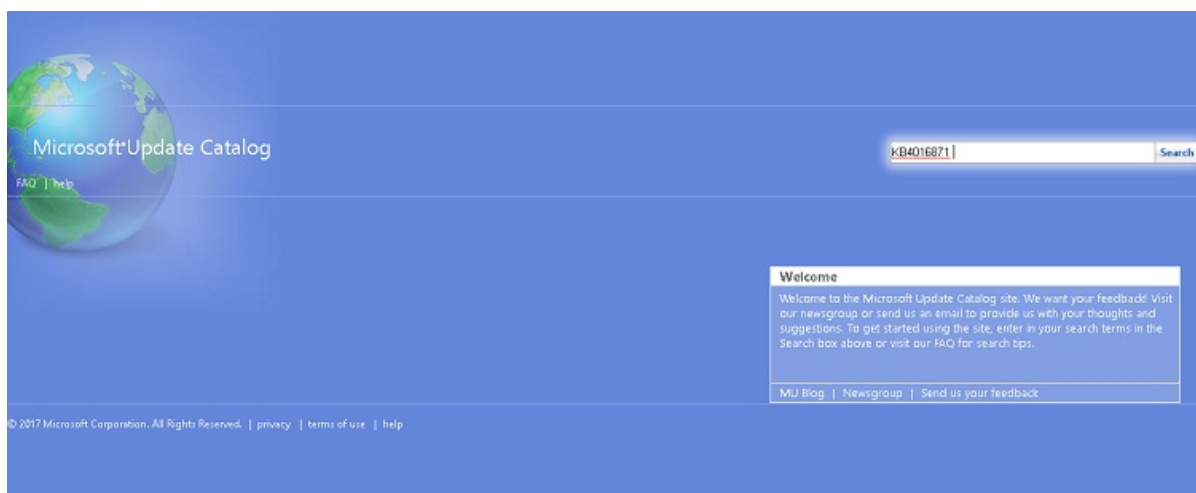 Microsoft® Update Catalog
KB4016871
Search
FAQ | help
Welcome
Welcome to the Microsoft Update Catalog site. We want your feedback! Visit
our newsgroup or send us an email to provide us with your thoughts and
suggestions. To get started using the site, enter in your search terms in the
Search box above or visit our FAQ for search tips.
MU Blog | Newsgroup | Send us your feedback
© 2017 Microsoft Corporation. All Rights Reserved. | privacy | terms of use | help